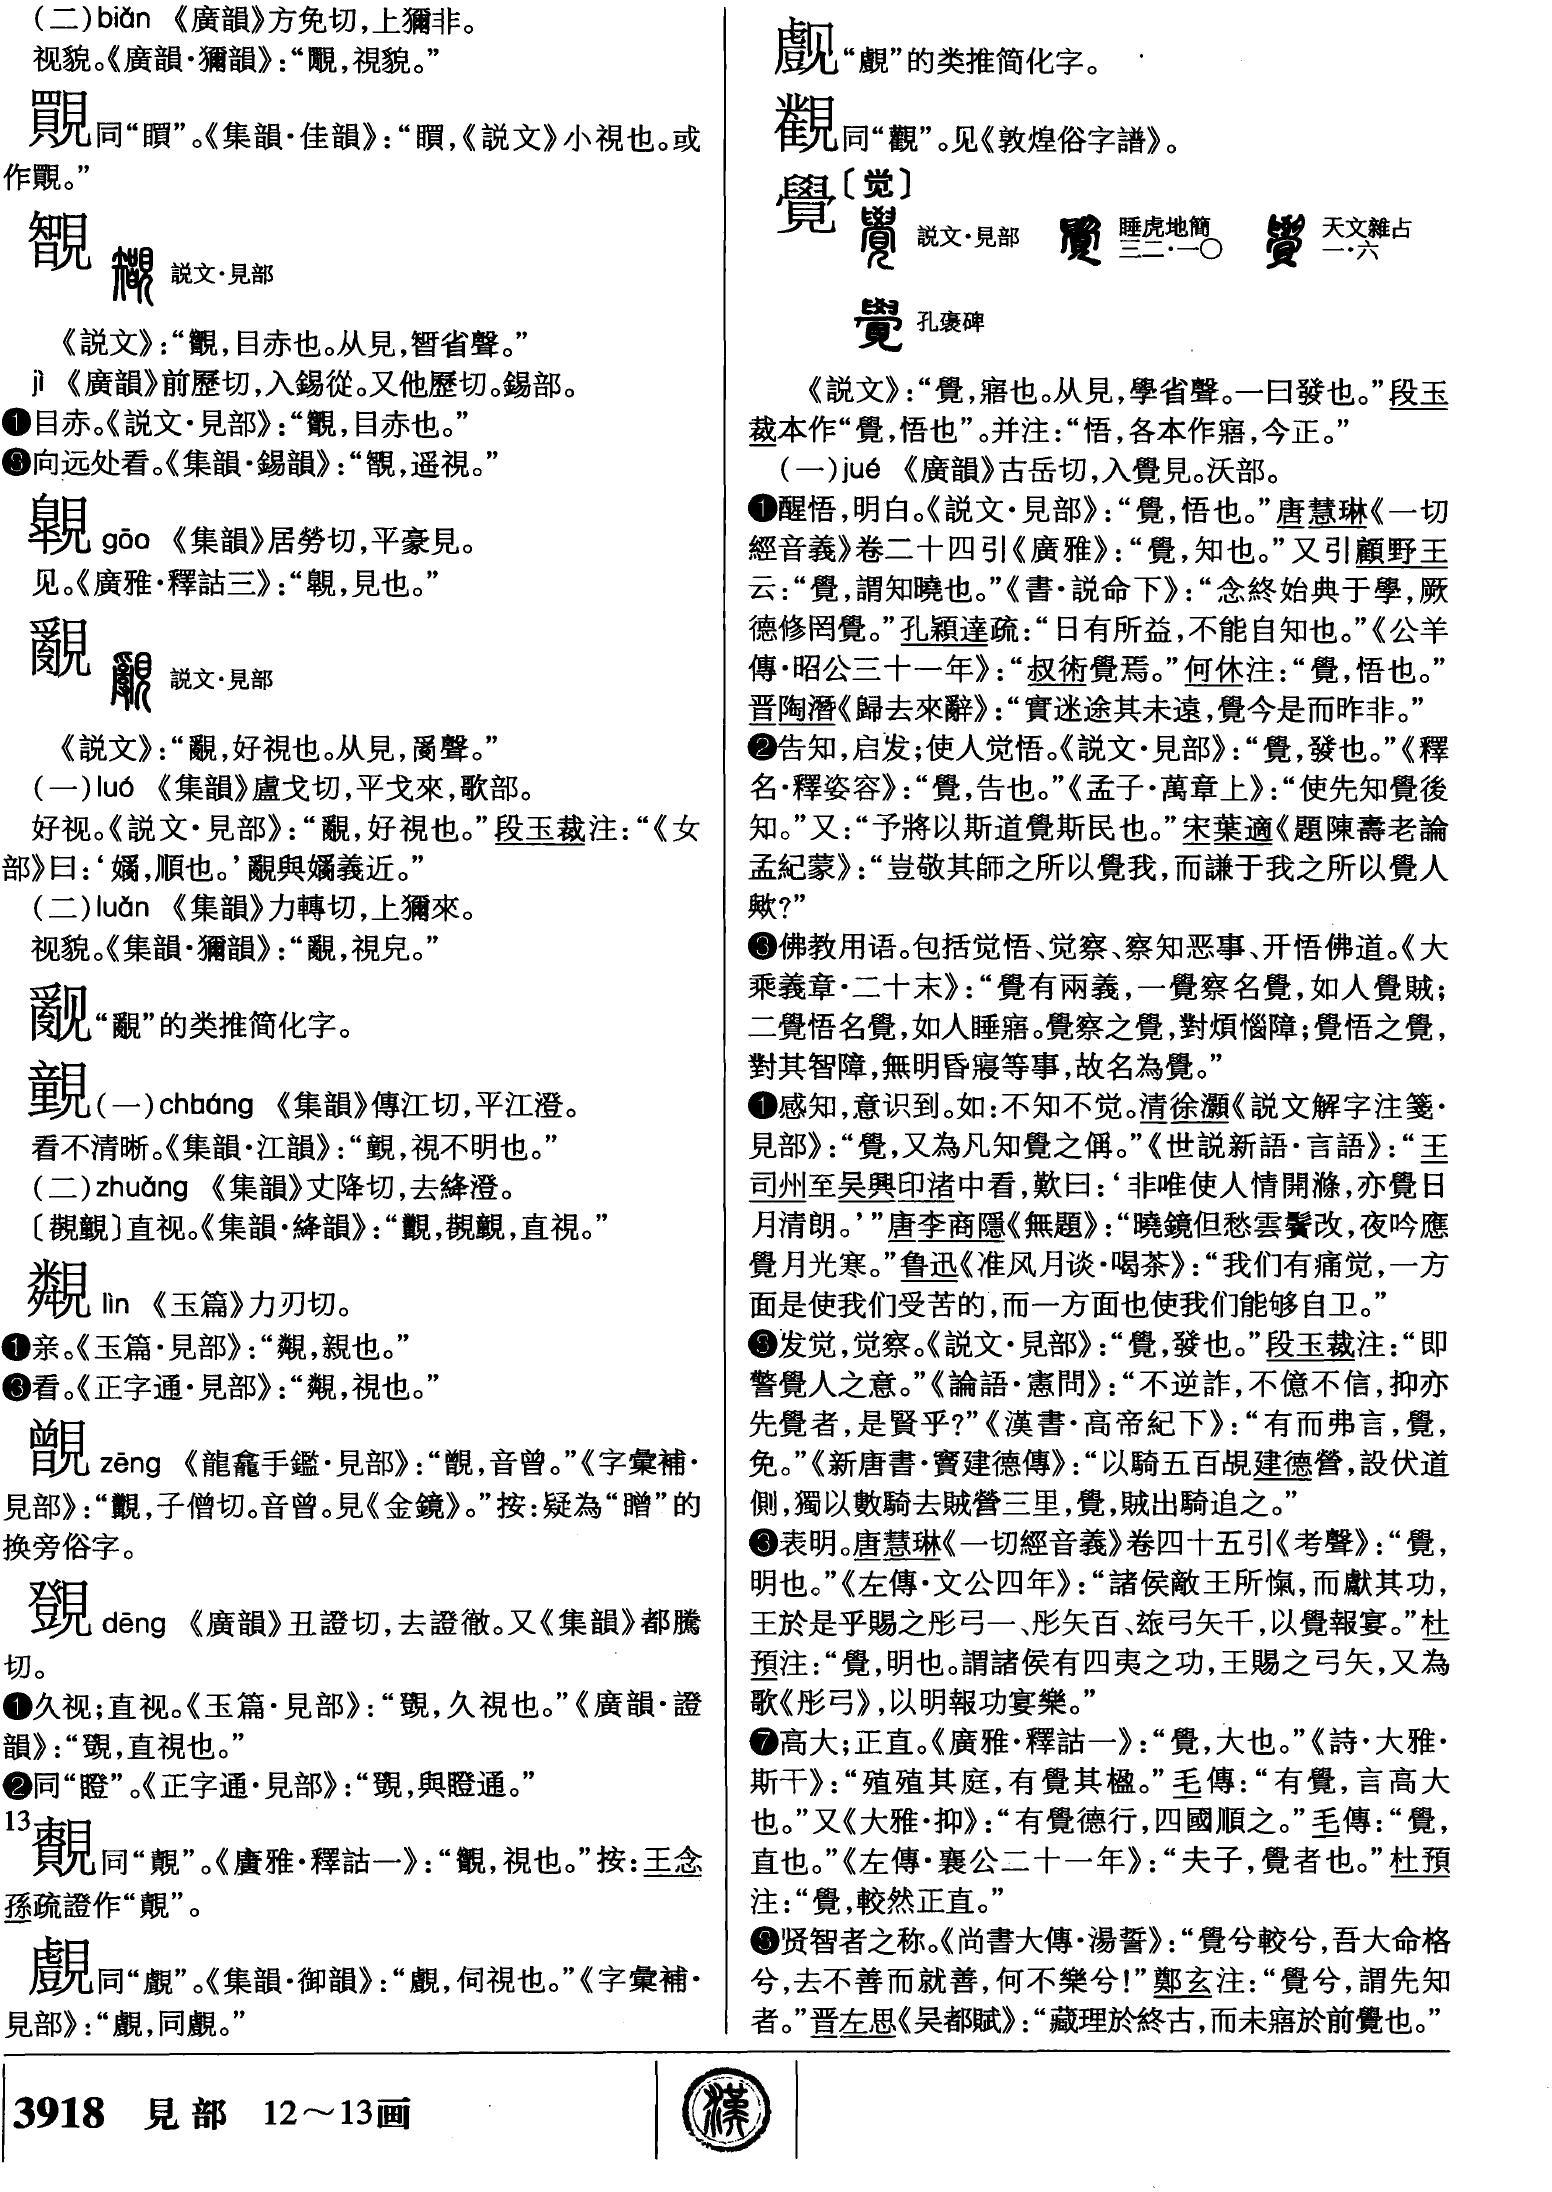 (二)biǎn 《廣韻》方免切,上獮非。
视貌。《廣韻·獮韻》:“覵,視貌。”
同“䁲”。《集韻·佳韻》:“䁲,《説文》小視也。或
作覵。”
説文·見部
《説文》:“覩,目赤也。从見,𥏼省聲。”
jì 《廣韻》前歷切,入錫從。又他歷切。錫部。
❶目赤。《説文·見部》:“覩,目赤也。”
❸向远处看。《集韻·錫韻》:“覩,遥視。”
gāo 《集韻》居勞切,平豪見。
见。《廣雅·釋詁三》:“𧡺,見也。”
説文·見部
《説文》:“覶,好視也。从見,𤔔聲。”
(一)luó 《集韻》盧戈切,平戈來,歌部。
好视。《説文·見部》:“覶,好視也。”段玉裁注:“《女
部》曰:‘嬌,順也。’覶與嬌義近。”
(二)luǎn 《集韻》力轉切,上獮來。
视貌。《集韻·獮韻》:“覶,視皃。”
覶“覶”的类推简化字。
(一)chuáng 《集韻》傳江切,平江澄。
看不清晰。《集韻·江韻》:“𧢆,視不明也。”
(二)zhuǎng 《集韻》丈降切,去絳澄。
〔覾𧢆〕直视。《集韻·絳韻》:“𧢆,覾𧢆,直視。”
lìn 《玉篇》力刃切。
❶亲。《玉篇·見部》:“覼,親也。”
❸看。《正字通·見部》:“覼,視也。”
zēng 《龍龕手鑑·見部》:“䚐,音曾。”《字彙補·
見部》:“䚐,子僧切。音曾。見《金鏡》。”按:疑為“贈”的
换旁俗字。
dēng 《廣韻》丑證切,去證徹。又《集韻》都騰
切。
❶久视;直视。《玉篇·見部》:“覴,久視也。”《廣韻·證
韻》:“覴,直視也。”
❷同“瞪”。《正字通·見部》:“覴,與瞪通。”
13
同“覿”。《廣雅·釋詁一》:“覿,視也。”按:王念
孫疏證作“覿”。
覻同“覰”。《集韻·御韻》:“覰,伺視也。”《字彙補·
見部》:“覻,同覰。”
“覻”的类推简化字。
同“觀”。见《敦煌俗字譜》。
覺〔觉〕
説文·見部 睡虎地簡三二·一〇 天文雜占一·六
孔褒碑
《説文》:“覺,寤也。从見,學省聲。一曰發也。”段玉
裁本作“覺,悟也”。并注:“悟,各本作寤,今正。”
(一)jué 《廣韻》古岳切,入覺見。沃部。
❶醒悟,明白。《説文·見部》:“覺,悟也。”唐慧琳《一切
經音義》卷二十四引《廣雅》:“覺,知也。”又引顧野王
云:“覺,謂知曉也。”《書·説命下》:“念終始典于學,厥
德修罔覺。”孔穎達疏:“日有所益,不能自知也。”《公羊
傳·昭公三十一年》:“叔術覺焉。”何休注:“覺,悟也。”
晋陶潛《歸去來辭》:“實迷途其未遠,覺今是而昨非。”
❷告知,启发;使人觉悟。《説文·見部》:“覺,發也。”《釋
名·釋姿容》:“覺,告也。”《孟子·萬章上》:“使先知覺後
知。”又:“予將以斯道覺斯民也。”宋葉適《題陳壽老論
孟紀蒙》:“豈敬其師之所以覺我,而謙于我之所以覺人
歟?”
❸佛教用语。包括觉悟、觉察、察知恶事、开悟佛道。《大
乘義章·二十末》:“覺有兩義,一覺察名覺,如人覺賊;
二覺悟名覺,如人睡寤。覺察之覺,對煩惱障;覺悟之覺,
對其智障,無明昏寢等事,故名為覺。”
❶感知,意识到。如:不知不觉。清徐灝《説文解字注箋·
見部》:“覺,又為凡知覺之偁。”《世説新語·言語》:“王
司州至吴興印渚中看,歎曰:‘非唯使人情開滌,亦覺日
月清朗。’”唐李商隱《無題》:“曉鏡但愁雲鬢改,夜吟應
覺月光寒。”鲁迅《准风月谈·喝茶》:“我们有痛觉,一方
面是使我们受苦的,而一方面也使我们能够自卫。”
❺发觉,觉察。《説文·見部》:“覺,發也。”段玉裁注:“即
警覺人之意。”《論語·憲問》:“不逆詐,不億不信,抑亦
先覺者,是賢乎?”《漢書·高帝紀下》:“有而弗言,覺,
免。”《新唐書·竇建德傳》:“以騎五百覘建德營,設伏道
側,獨以數騎去賊營三里,覺,賊出騎追之。”
❸表明。唐慧琳《一切經音義》卷四十五引《考聲》:“覺,
明也。”《左傳·文公四年》:“諸侯敵王所愾,而獻其功,
王於是乎賜之彤弓一、彤矢百、玈弓矢千,以覺報宴。”杜
預注:“覺,明也。謂諸侯有四夷之功,王賜之弓矢,又為
歌《彤弓》,以明報功宴樂。”
❼高大;正直。《廣雅·釋詁一》:“覺,大也。”《詩·大雅·
斯干》:“殖殖其庭,有覺其楹。”毛傳:“有覺,言高大
也。”又《大雅·抑》:“有覺德行,四國順之。”毛傳:“覺,
直也。”《左傳·襄公二十一年》:“夫子,覺者也。”杜預
注:“覺,較然正直。”
❽贤智者之称。《尚書大傳·湯誓》:“覺兮較兮,吾大命格
兮,去不善而就善,何不樂兮!”鄭玄注:“覺兮,謂先知
者。”晋左思《吴都賦》:“藏理於終古,而未寤於前覺也。”
3918 見部 12～13画
漢